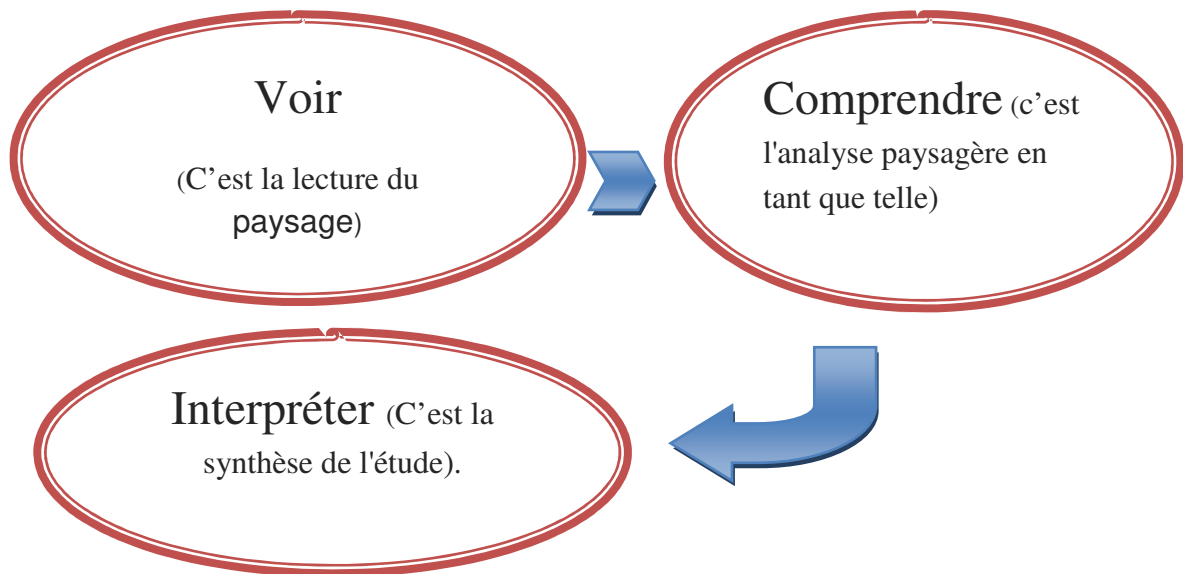 Voir
(C’est la lecture du
paysage)
Comprendre (c’est
l'analyse paysagère en
tant que telle)
Interpréter (C’est la
synthèse de l'étude).